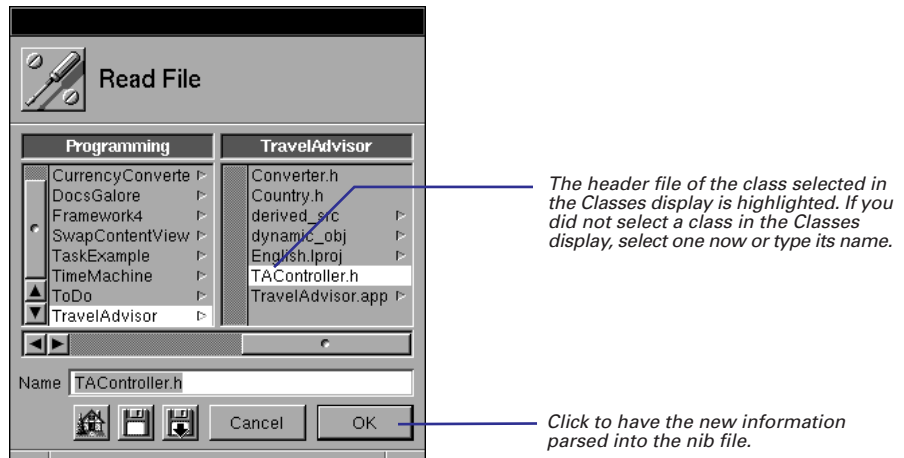 Read File
Programming
TravelAdvisor
CurrencyConverte
DocsGalore
Framework4
SwapContentView
TaskExample
TimeMachine
ToDo
TravelAdvisor
Converter.h
Country.h
derived_src
dynamic_obj
English.lproj
TAController.h
TravelAdvisor.app
Name TAController.h
Cancel
OK
The header file of the class selected in
the Classes display is highlighted. If you
did not select a class in the Classes
display, select one now or type its name.
Click to have the new information
parsed into the nib file.